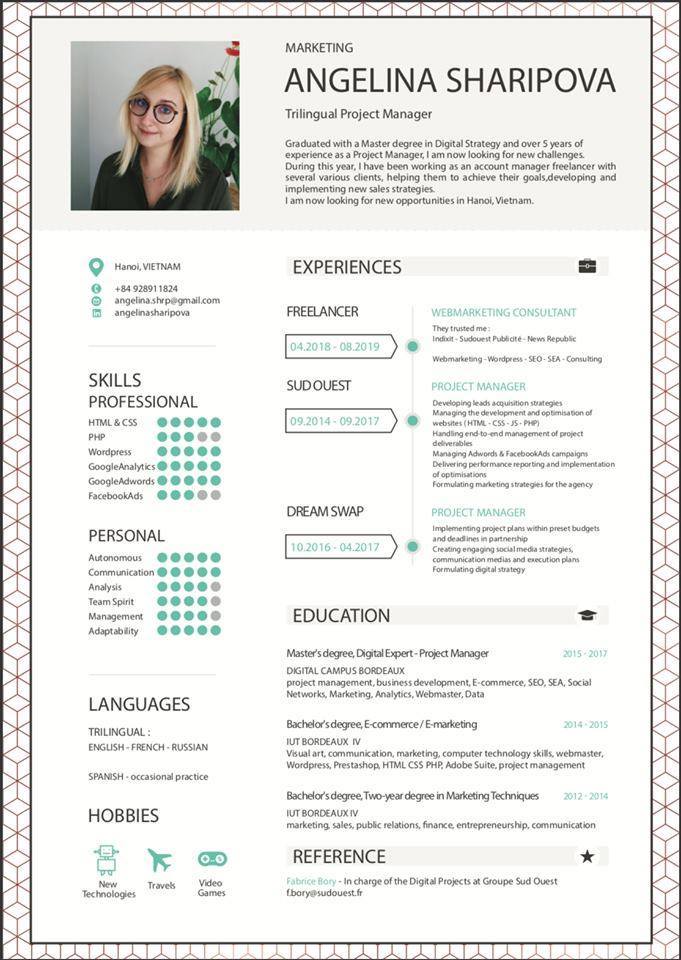 MARKETING
ANGELINA SHARIPOVA
Trilingual Project Manager
Graduated with a Master degree in Digital Strategy and over 5 years of
experience as a Project Manager, I am now looking for new challenges.
During this year, I have been working as an account manager freelancer with
several various clients, helping them to achieve their goals,developing and
implementing new sales strategies.
I am now looking for new opportunities in Hanoi, Vietnam.
Hanoi, VIETNAM
+84 928911824
angelina.shrp@gmail.com
angelinasharipova
SKILLS
PROFESSIONAL
HTML & CSS
PHP
Wordpress
GoogleAnalytics
GoogleAdwords
FacebookAds
PERSONAL
Autonomous
Communication
Analysis
Team Spirit
Management
Adaptability
LANGUAGES
TRILINGUAL :
ENGLISH - FRENCH - RUSSIAN
SPANISH - occasional practice
HOBBIES
New
Technologies
Travels
Video
Games
EXPERIENCES
FREELANCER
04.2018 - 08.2019
WEBMARKETING CONSULTANT
They trusted me :
Indixit - Sudouest Publicité - News Republic
Webmarketing - Wordpress - SEO - SEA - Consulting
SUD OUEST
09.2014 - 09.2017
PROJECT MANAGER
Developing leads acquisition strategies
Managing the development and optimisation of
websites ( HTML - CSS - JS - PHP)
Handling end-to-end management of project
deliverables
Managing Adwords & FacebookAds campaigns
Delivering performance reporting and implementation
of optimisations
Formulating marketing strategies for the agency
DREAM SWAP
10.2016 - 04.2017
PROJECT MANAGER
Implementing project plans within preset budgets
and deadlines in partnership
Creating engaging social media strategies,
communication medias and execution plans
Formulating digital strategy
EDUCATION
Master's degree, Digital Expert - Project Manager 2015 - 2017
DIGITAL CAMPUS BORDEAUX
project management, business development, E-commerce, SEO, SEA, Social
Networks, Marketing, Analytics, Webmaster, Data
Bachelor's degree, E-commerce / E-marketing 2014 - 2015
IUT BORDEAUX IV
Visual art, communication, marketing, computer technology skills, webmaster,
Wordpress, Prestashop, HTML CSS PHP, Adobe Suite, project management
Bachelor's degree, Two-year degree in Marketing Techniques 2012 - 2014
IUT BORDEAUX IV
marketing, sales, public relations, finance, entrepreneurship, communication
REFERENCE
Fabrice Bory - In charge of the Digital Projects at Groupe Sud Ouest
f.bory@sudouest.fr